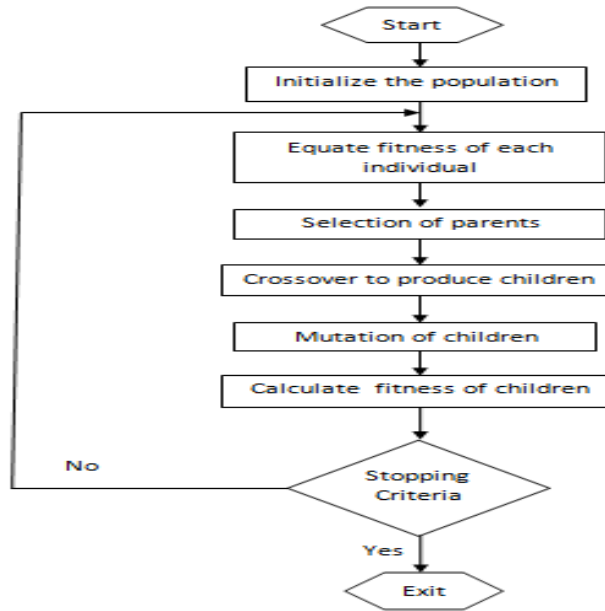 Start
Initialize the population
Equate fitness of each
individual
Selection of parents
Crossover to produce children
Mutation of children
Calculate fitness of children
No
Stopping
Criteria
Yes
Exit